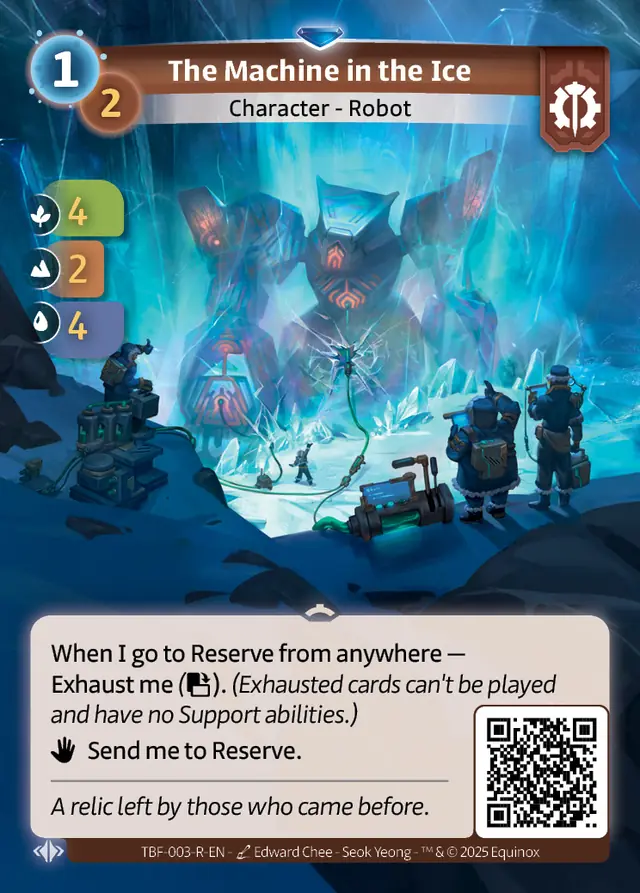 1
The Machine in the Ice
2
Character - Robot
4
2
4
When I go to Reserve from anywhere —
Exhaust me (). (Exhausted cards can't be played
and have no Support abilities.)
Send me to Reserve.
A relic left by those who came before.
TBF-003-R-EN - Edward Chee - Seok Yeong - ™ & © 2025 Equinox